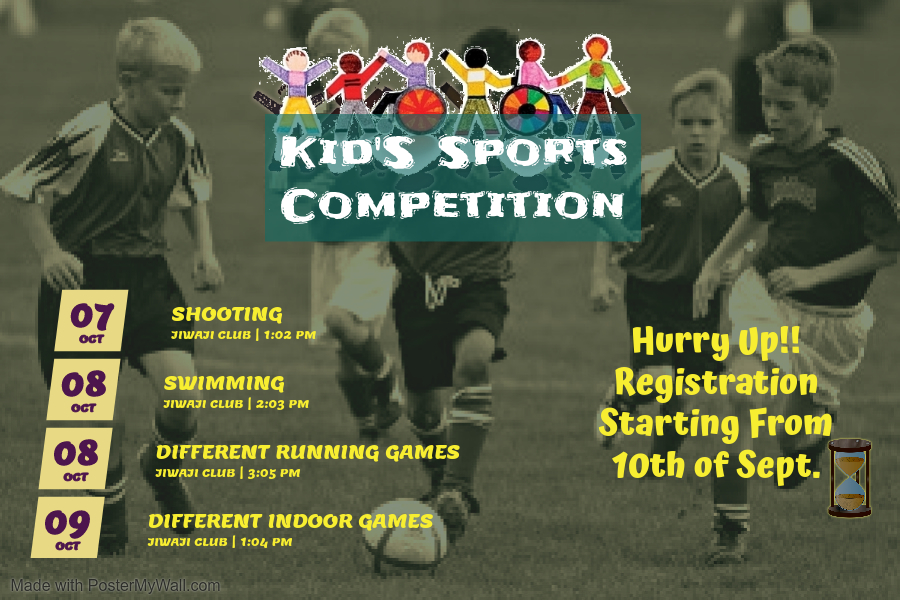 KID'S SPORTS
COMPETITION
07
OCT
SHOOTING
JIWAJI CLUB | 1:02 PM
08
OCT
SWIMMING
JIWAJI CLUB | 2:03 PM
08
OCT
DIFFERENT RUNNING GAMES
JIWAJI CLUB | 3:05 PM
09
OCT
DIFFERENT INDOOR GAMES
JIWAJI CLUB | 1:04 PM
Hurry Up!!
Registration
Starting From
10th of Sept.
Made with PosterMyWall.com